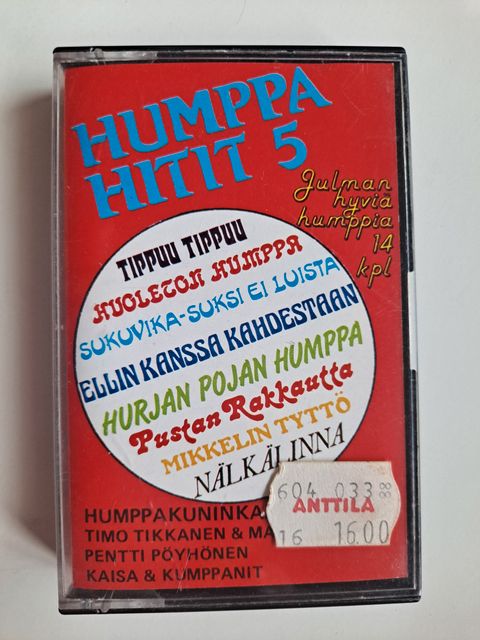 HUMPPA
HITIT 5
Julman
hyviä
humppia
14
kpl
TIPPUU TIPPUU
HUOLETON HUMPPA
SUKUVIKA-SUKSI EI LUISTA
ELLIN KANSSA KAHDESTAAN
HURJAN POJAN HUMPPA
Pustan Rakkautta
MIKKELIN TYTTÖ
NÄLKÄLINNA
HUMPPAKUNINKA
TIMO TIKKANEN & MA
PENTTI PÖYHÖNEN
KAISA & KUMPPANIT
604 033 88
ANTTILA
16 16.00